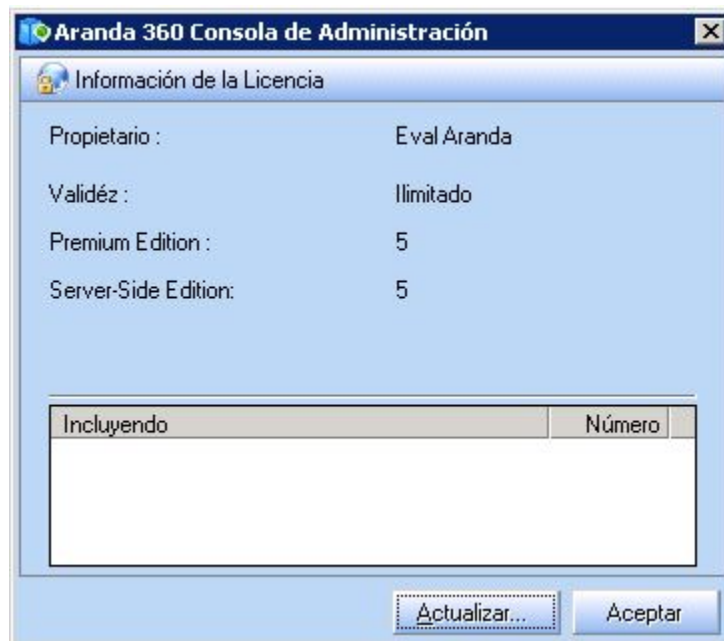 Aranda 360 Consola de Administración
Información de la Licencia
Propietario : Eval Aranda
Validéz : Ilimitado
Premium Edition : 5
Server-Side Edition: 5
Incluyendo Número
Actualizar... Aceptar